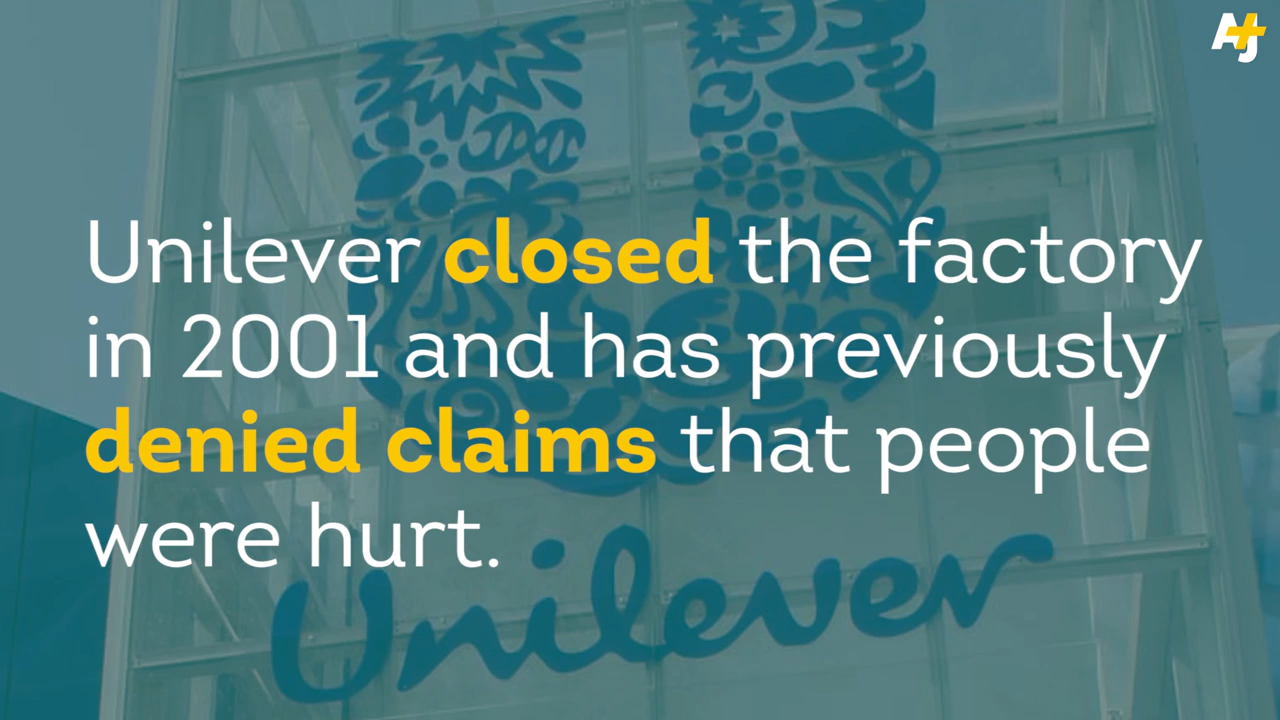 AJ+
Unilever closed the factory
in 2001 and has previously
denied claims that people
were hurt.
Unilever